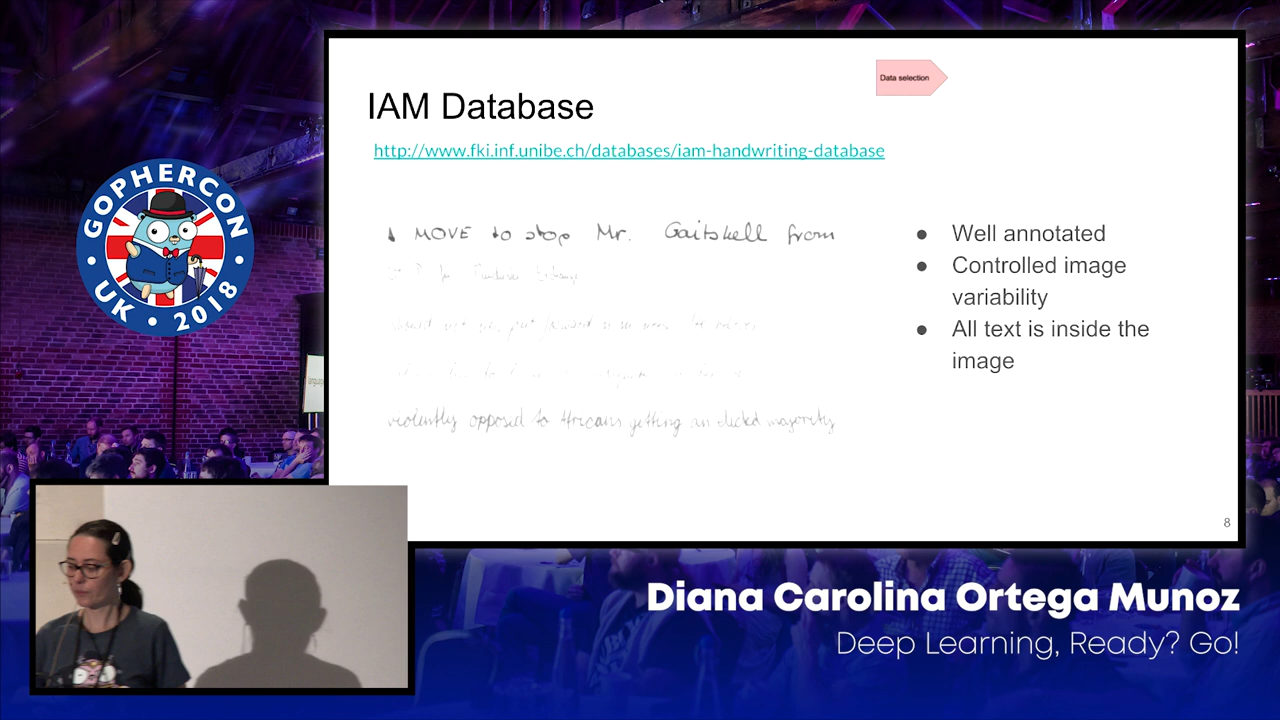 GOPHERCON
UK • 2018
Data selection
IAM Database
http://www.fki.inf.unibe.ch/databases/iam-handwriting-database
A MOVE to stop Mr. Gaitskell from
violently opposed to Africans getting an elected majority
● Well annotated
● Controlled image
variability
● All text is inside the
image
8
Diana Carolina Ortega Munoz
Deep Learning, Ready? Go!